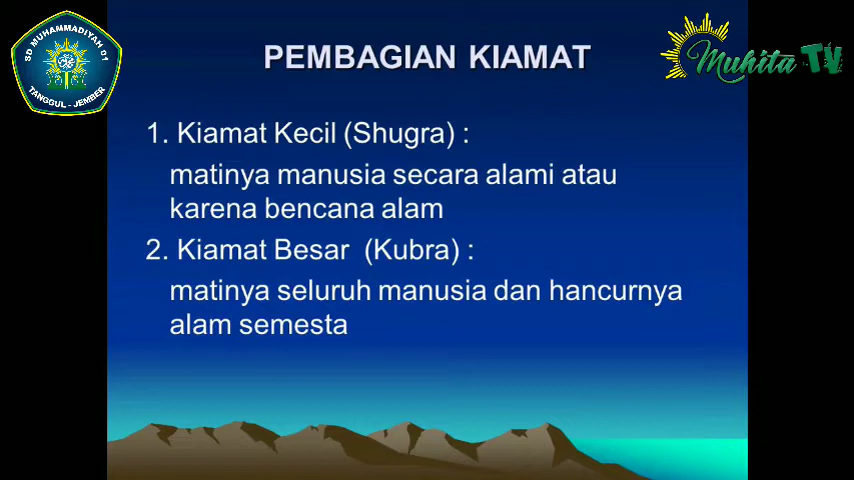 SD MUHAMMADIYAH 01
TANGGUL - JEMBER
Muhita TV
PEMBAGIAN KIAMAT
1. Kiamat Kecil (Shugra) :
matinya manusia secara alami atau
karena bencana alam
2. Kiamat Besar (Kubra) :
matinya seluruh manusia dan hancurnya
alam semesta